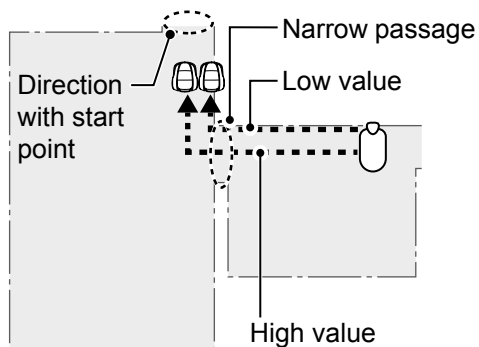 Narrow passage
Low value
Direction
with start
point
High value